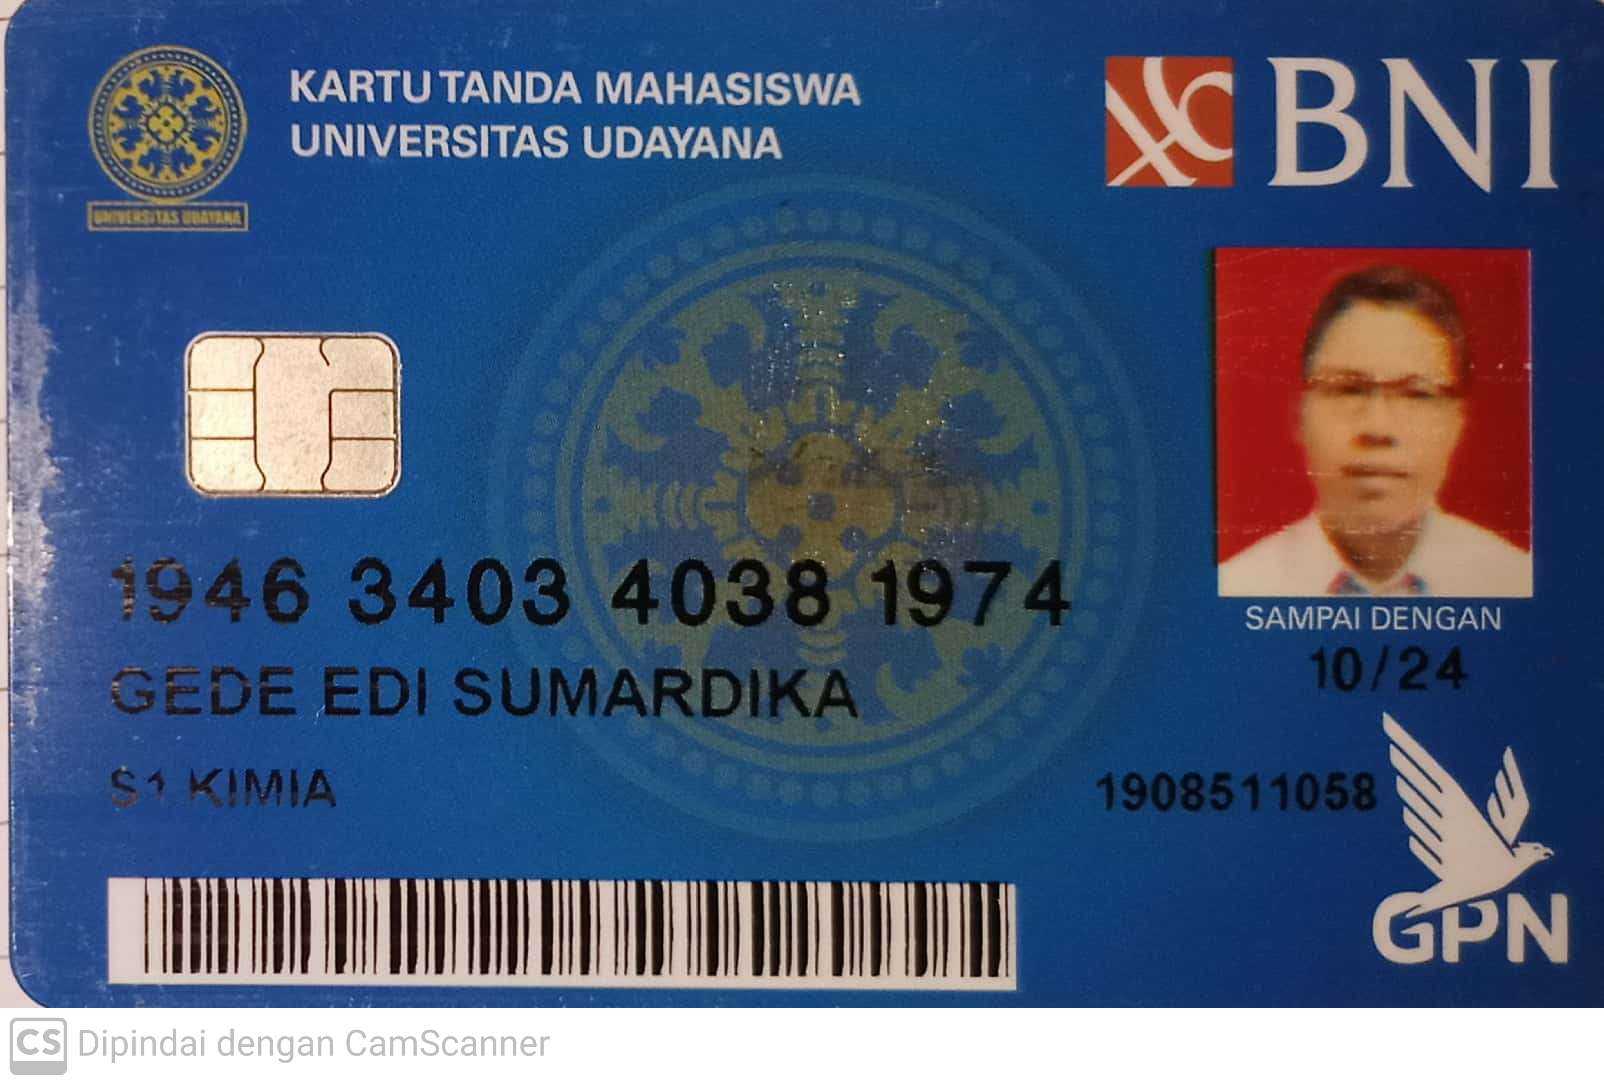 KARTU TANDA MAHASISWA
UNIVERSITAS UDAYANA
BNI
UNIVERSITAS UDAYANA
1946 3403 4038 1974
SAMPAI DENGAN
10/24
GEDE EDI SUMARDIKA
S1 KIMIA
1908511058
GPN
CS Dipindai dengan CamScanner